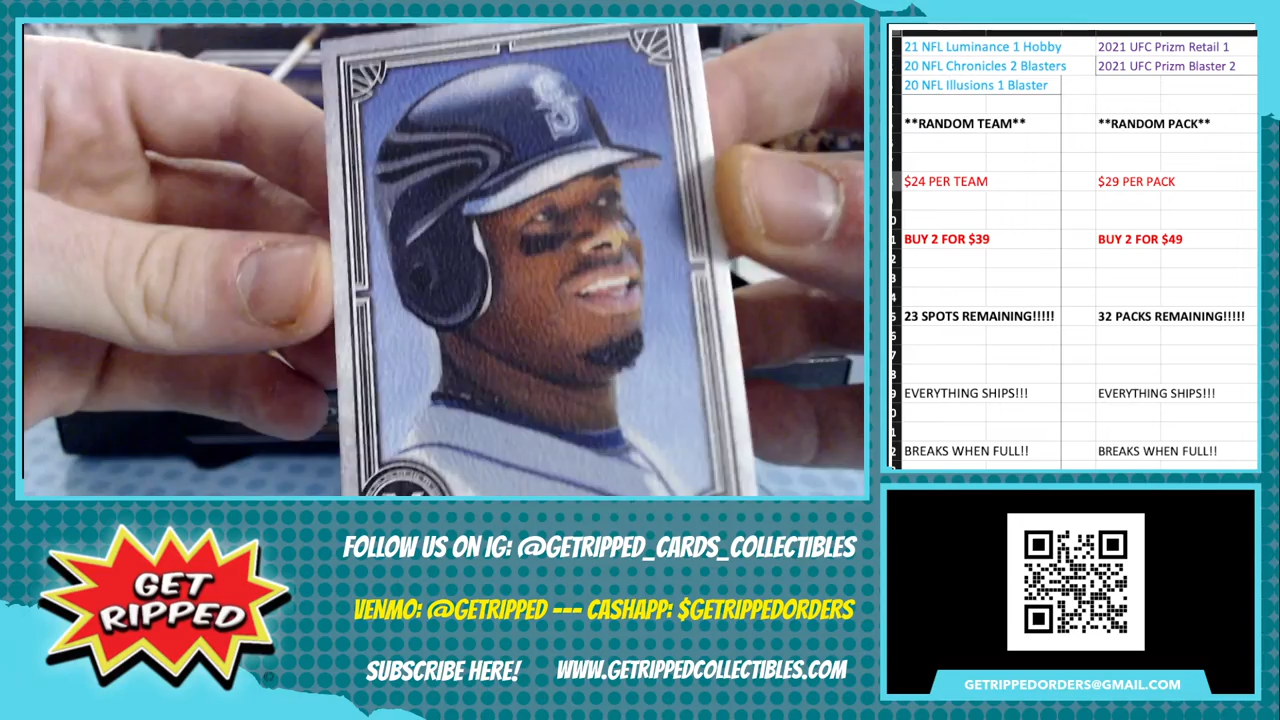 21 NFL Luminance 1 Hobby
20 NFL Chronicles 2 Blasters
20 NFL Illusions 1 Blaster
**RANDOM TEAM**
$24 PER TEAM
BUY 2 FOR $39
23 SPOTS REMAINING!!!!!
EVERYTHING SHIPS!!!
BREAKS WHEN FULL!!
2021 UFC Prizm Retail 1
2021 UFC Prizm Blaster 2
**RANDOM PACK**
$29 PER PACK
BUY 2 FOR $49
32 PACKS REMAINING!!!!!
EVERYTHING SHIPS!!!
BREAKS WHEN FULL!!
GET
RIPPED
FOLLOW US ON IG: @GETRIPPED_CARDS_COLLECTIBLES
VENMO: @GETRIPPED --- CASHAPP: $GETRIPPEDORDERS
SUBSCRIBE HERE! WWW.GETRIPPEDCOLLECTIBLES.COM
GETRIPPEDORDERS@GMAIL.COM